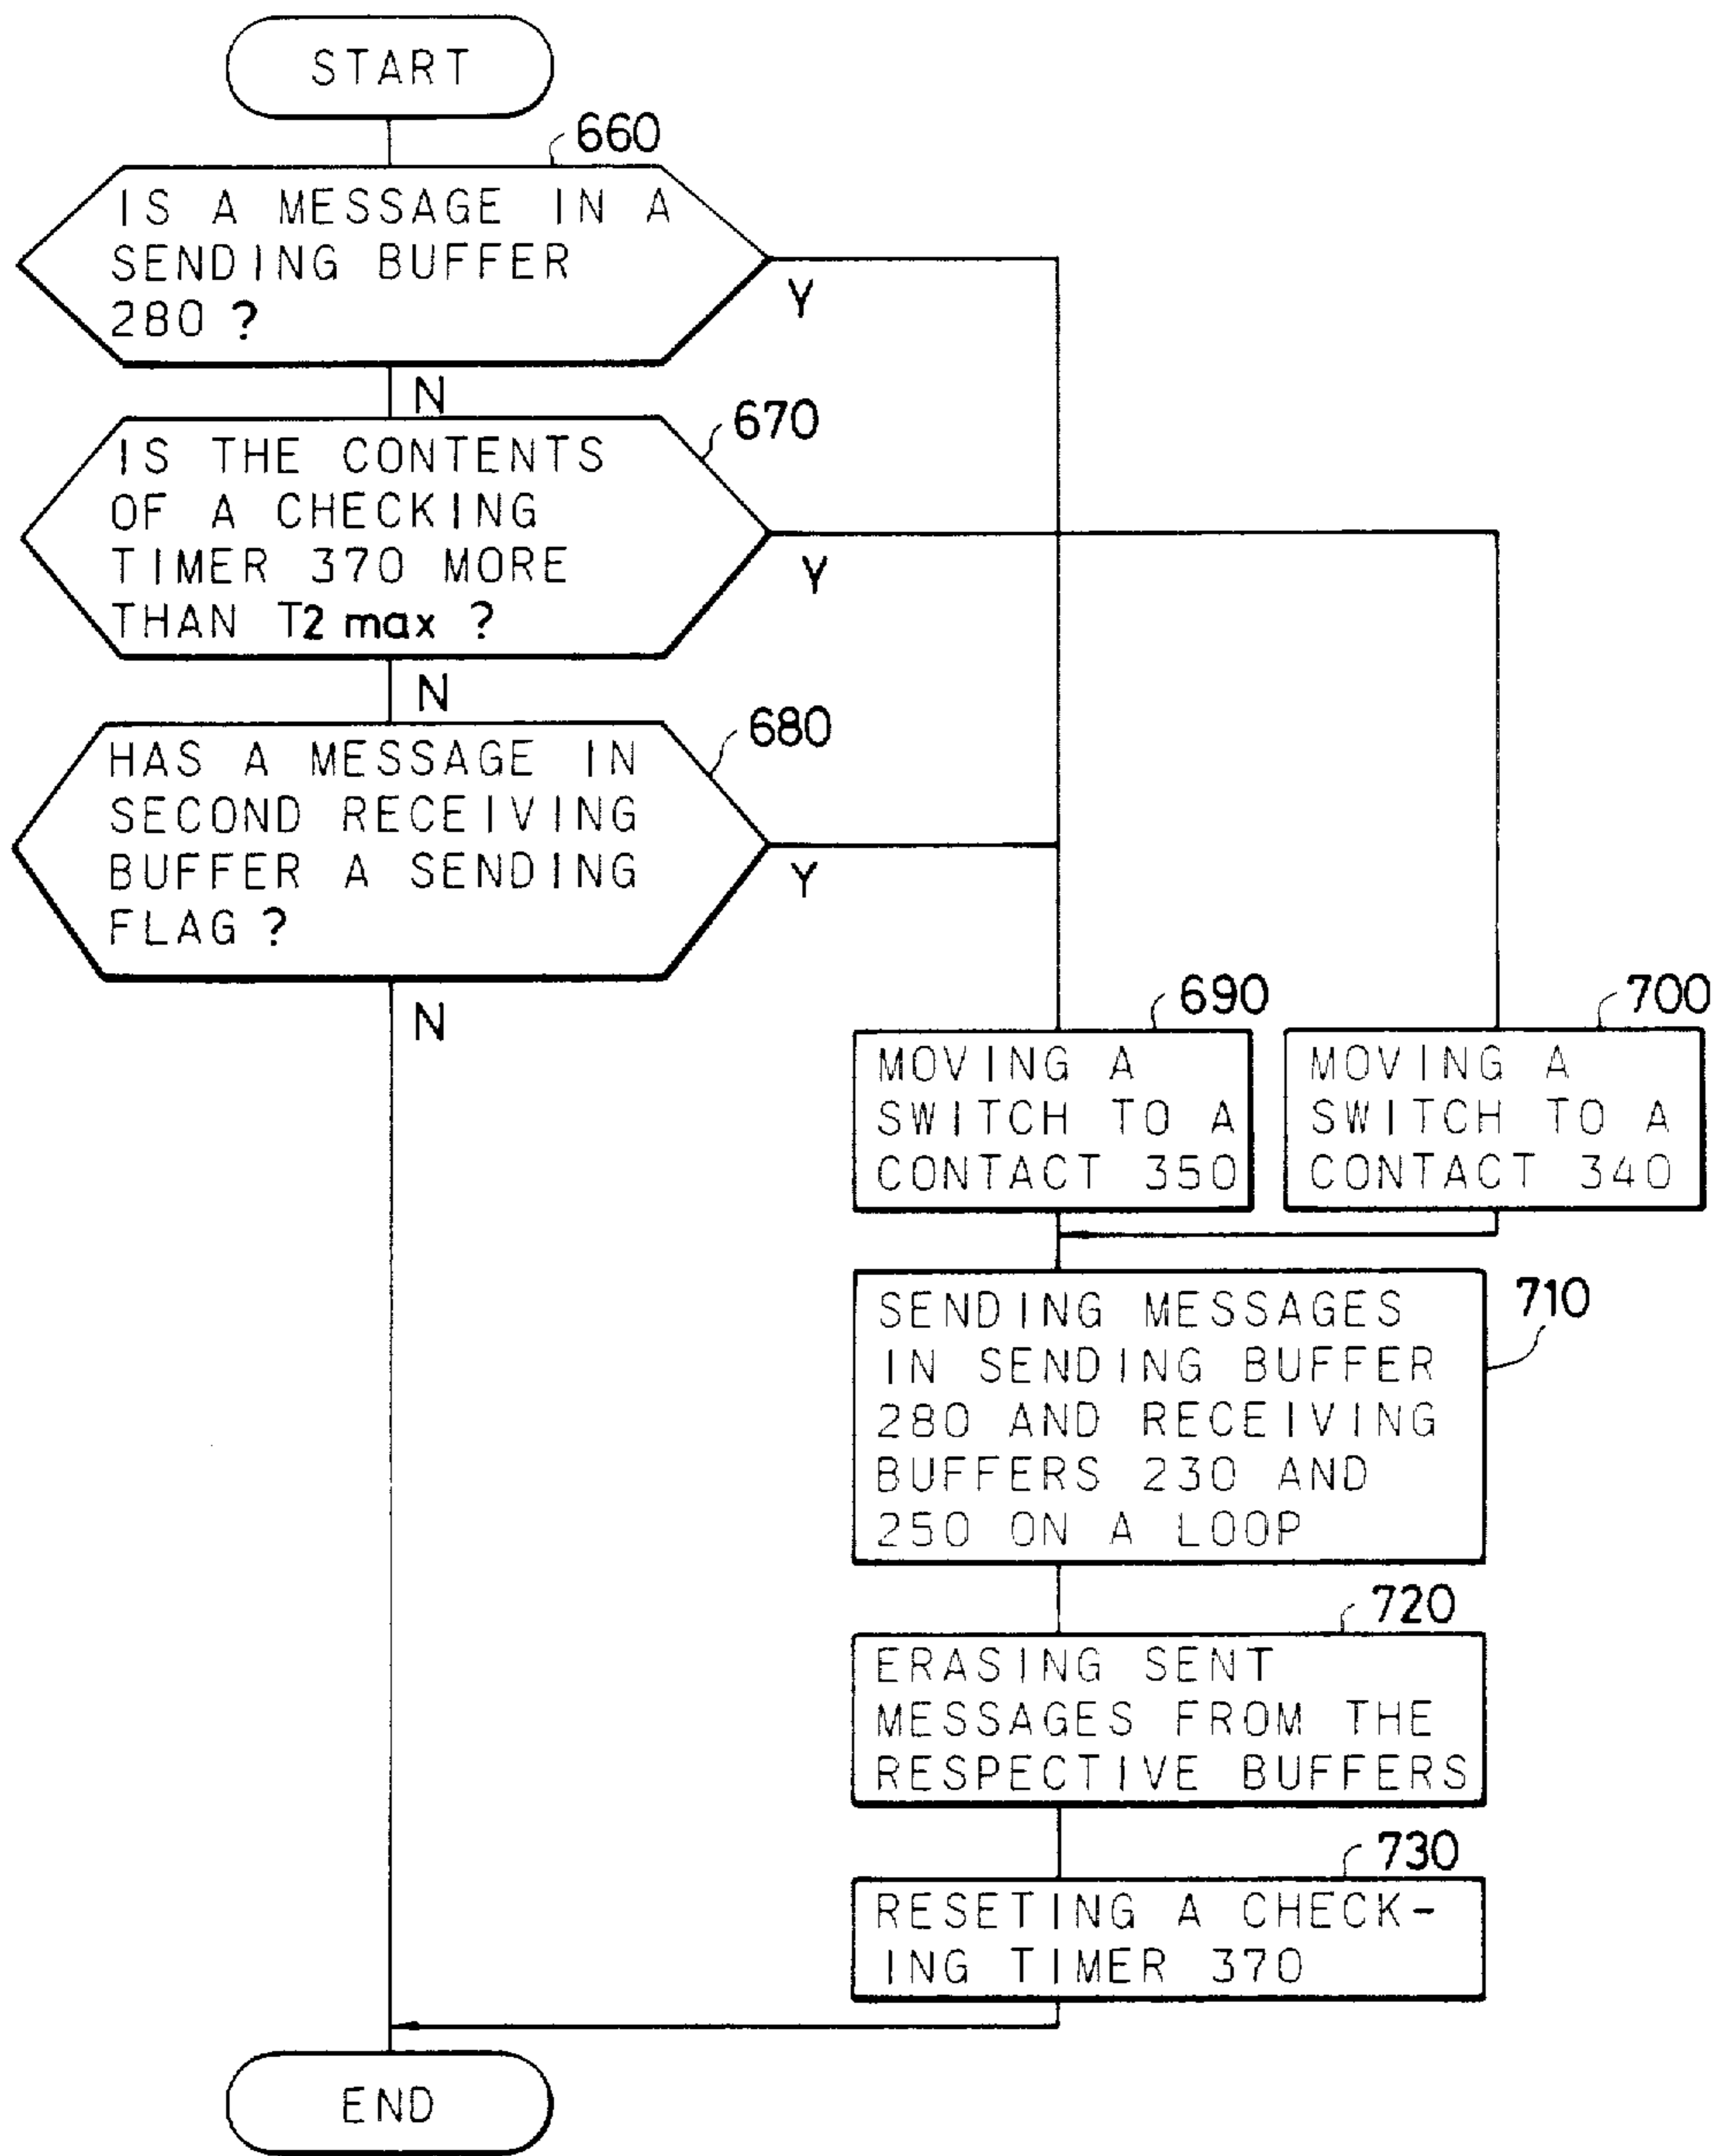 START
660
IS A MESSAGE IN A
SENDING BUFFER
280 ?
Y
N
670
IS THE CONTENTS
OF A CHECKING
TIMER 370 MORE
THAN T2 max ?
Y
N
680
HAS A MESSAGE IN
SECOND RECEIVING
BUFFER A SENDING
FLAG ?
Y
N
690
MOVING A
SWITCH TO A
CONTACT 350
700
MOVING A
SWITCH TO A
CONTACT 340
710
SENDING MESSAGES
IN SENDING BUFFER
280 AND RECEIVING
BUFFERS 230 AND
250 ON A LOOP
720
ERASING SENT
MESSAGES FROM THE
RESPECTIVE BUFFERS
730
RESETING A CHECK-
ING TIMER 370
END